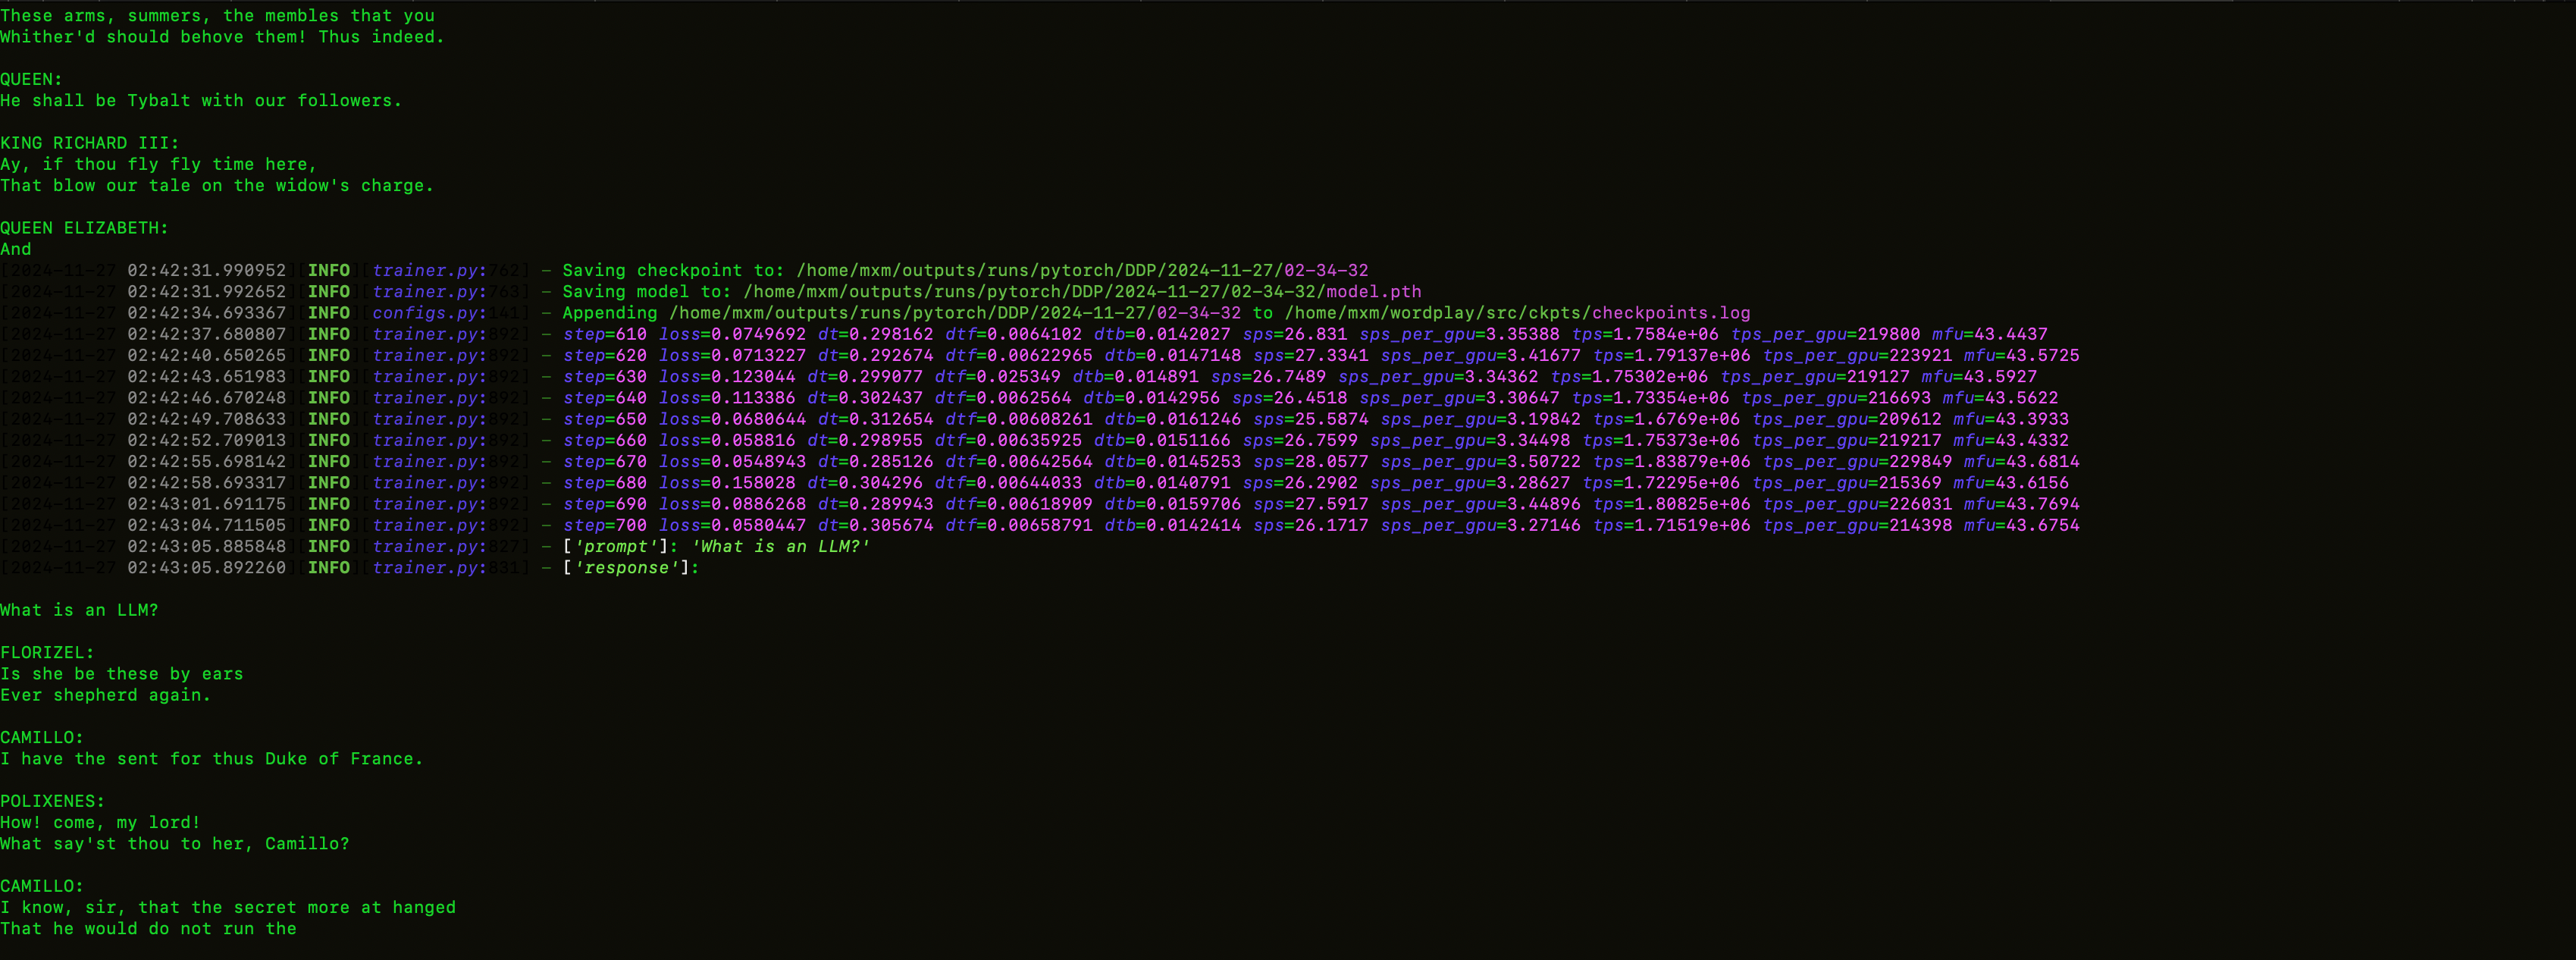 These arms, summers, the membles that you
Whither'd should behove them! Thus indeed.
QUEEN:
He shall be Tybalt with our followers.
KING RICHARD III:
Ay, if thou fly fly time here,
That blow our tale on the widow's charge.
QUEEN ELIZABETH:
And
[2024-11-27 02:42:31.990952][INFO][trainer.py:762] - Saving checkpoint to: /home/mxm/outputs/runs/pytorch/DDP/2024-11-27/02-34-32
[2024-11-27 02:42:31.992652][INFO][trainer.py:763] - Saving model to: /home/mxm/outputs/runs/pytorch/DDP/2024-11-27/02-34-32/model.pth
[2024-11-27 02:42:34.693367][INFO][configs.py:141] - Appending /home/mxm/outputs/runs/pytorch/DDP/2024-11-27/02-34-32 to /home/mxm/wordplay/src/ckpts/checkpoints.log
[2024-11-27 02:42:37.680807][INFO][trainer.py:892] - step=610 loss=0.0749692 dt=0.298162 dtf=0.0064102 dtb=0.0142027 sps=26.831 sps_per_gpu=3.35388 tps=1.7584e+06 tps_per_gpu=219800 mfu=43.4437
[2024-11-27 02:42:40.650265][INFO][trainer.py:892] - step=620 loss=0.0713227 dt=0.292674 dtf=0.00622965 dtb=0.0147148 sps=27.3341 sps_per_gpu=3.41677 tps=1.79137e+06 tps_per_gpu=223921 mfu=43.5725
[2024-11-27 02:42:43.651983][INFO][trainer.py:892] - step=630 loss=0.123044 dt=0.299077 dtf=0.025349 dtb=0.014891 sps=26.7489 sps_per_gpu=3.34362 tps=1.75302e+06 tps_per_gpu=219127 mfu=43.5927
[2024-11-27 02:42:46.670248][INFO][trainer.py:892] - step=640 loss=0.113386 dt=0.302437 dtf=0.0062564 dtb=0.0142956 sps=26.4518 sps_per_gpu=3.30647 tps=1.73354e+06 tps_per_gpu=216693 mfu=43.5622
[2024-11-27 02:42:49.708633][INFO][trainer.py:892] - step=650 loss=0.0680644 dt=0.312654 dtf=0.00608261 dtb=0.0161246 sps=25.5874 sps_per_gpu=3.19842 tps=1.6769e+06 tps_per_gpu=209612 mfu=43.3933
[2024-11-27 02:42:52.709013][INFO][trainer.py:892] - step=660 loss=0.058816 dt=0.298955 dtf=0.00635925 dtb=0.0151166 sps=26.7599 sps_per_gpu=3.34498 tps=1.75373e+06 tps_per_gpu=219217 mfu=43.4332
[2024-11-27 02:42:55.698142][INFO][trainer.py:892] - step=670 loss=0.0548943 dt=0.285126 dtf=0.00642564 dtb=0.0145253 sps=28.0577 sps_per_gpu=3.50722 tps=1.83879e+06 tps_per_gpu=229849 mfu=43.6814
[2024-11-27 02:42:58.693317][INFO][trainer.py:892] - step=680 loss=0.158028 dt=0.304296 dtf=0.00644033 dtb=0.0140791 sps=26.2902 sps_per_gpu=3.28627 tps=1.72295e+06 tps_per_gpu=215369 mfu=43.6156
[2024-11-27 02:43:01.691175][INFO][trainer.py:892] - step=690 loss=0.0886268 dt=0.289943 dtf=0.00618909 dtb=0.0159706 sps=27.5917 sps_per_gpu=3.44896 tps=1.80825e+06 tps_per_gpu=226031 mfu=43.7694
[2024-11-27 02:43:04.711505][INFO][trainer.py:892] - step=700 loss=0.0580447 dt=0.305674 dtf=0.00658791 dtb=0.0142414 sps=26.1717 sps_per_gpu=3.27146 tps=1.71519e+06 tps_per_gpu=214398 mfu=43.6754
[2024-11-27 02:43:05.885848][INFO][trainer.py:827] - ['prompt']: 'What is an LLM?'
[2024-11-27 02:43:05.892260][INFO][trainer.py:831] - ['response']:
What is an LLM?
FLORIZEL:
Is she be these by ears
Ever shepherd again.
CAMILLO:
I have the sent for thus Duke of France.
POLIXENES:
How! come, my lord!
What say'st thou to her, Camillo?
CAMILLO:
I know, sir, that the secret more at hanged
That he would do not run the